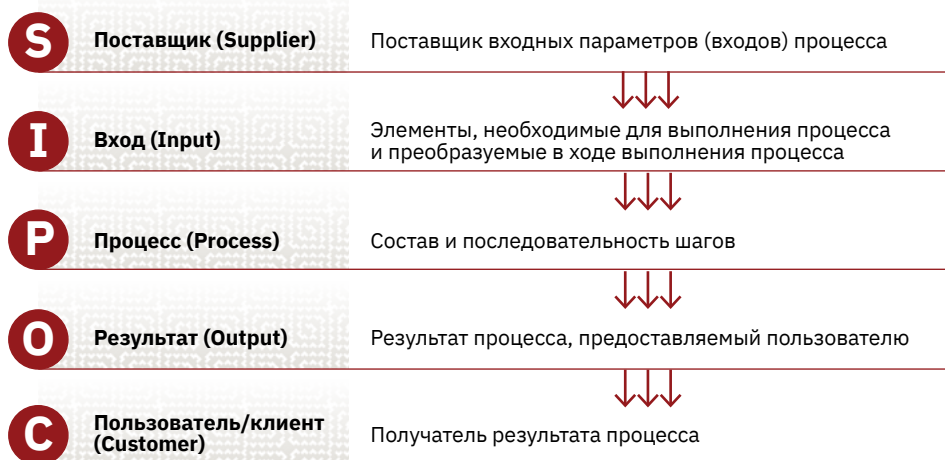 S
Поставщик (Supplier)
Поставщик входных параметров (входов) процесса
I
Вход (Input)
Элементы, необходимые для выполнения процесса
и преобразуемые в ходе выполнения процесса
P
Процесс (Process)
Состав и последовательность шагов
O
Результат (Output)
Результат процесса, предоставляемый пользователю
C
Пользователь/клиент
(Customer)
Получатель результата процесса